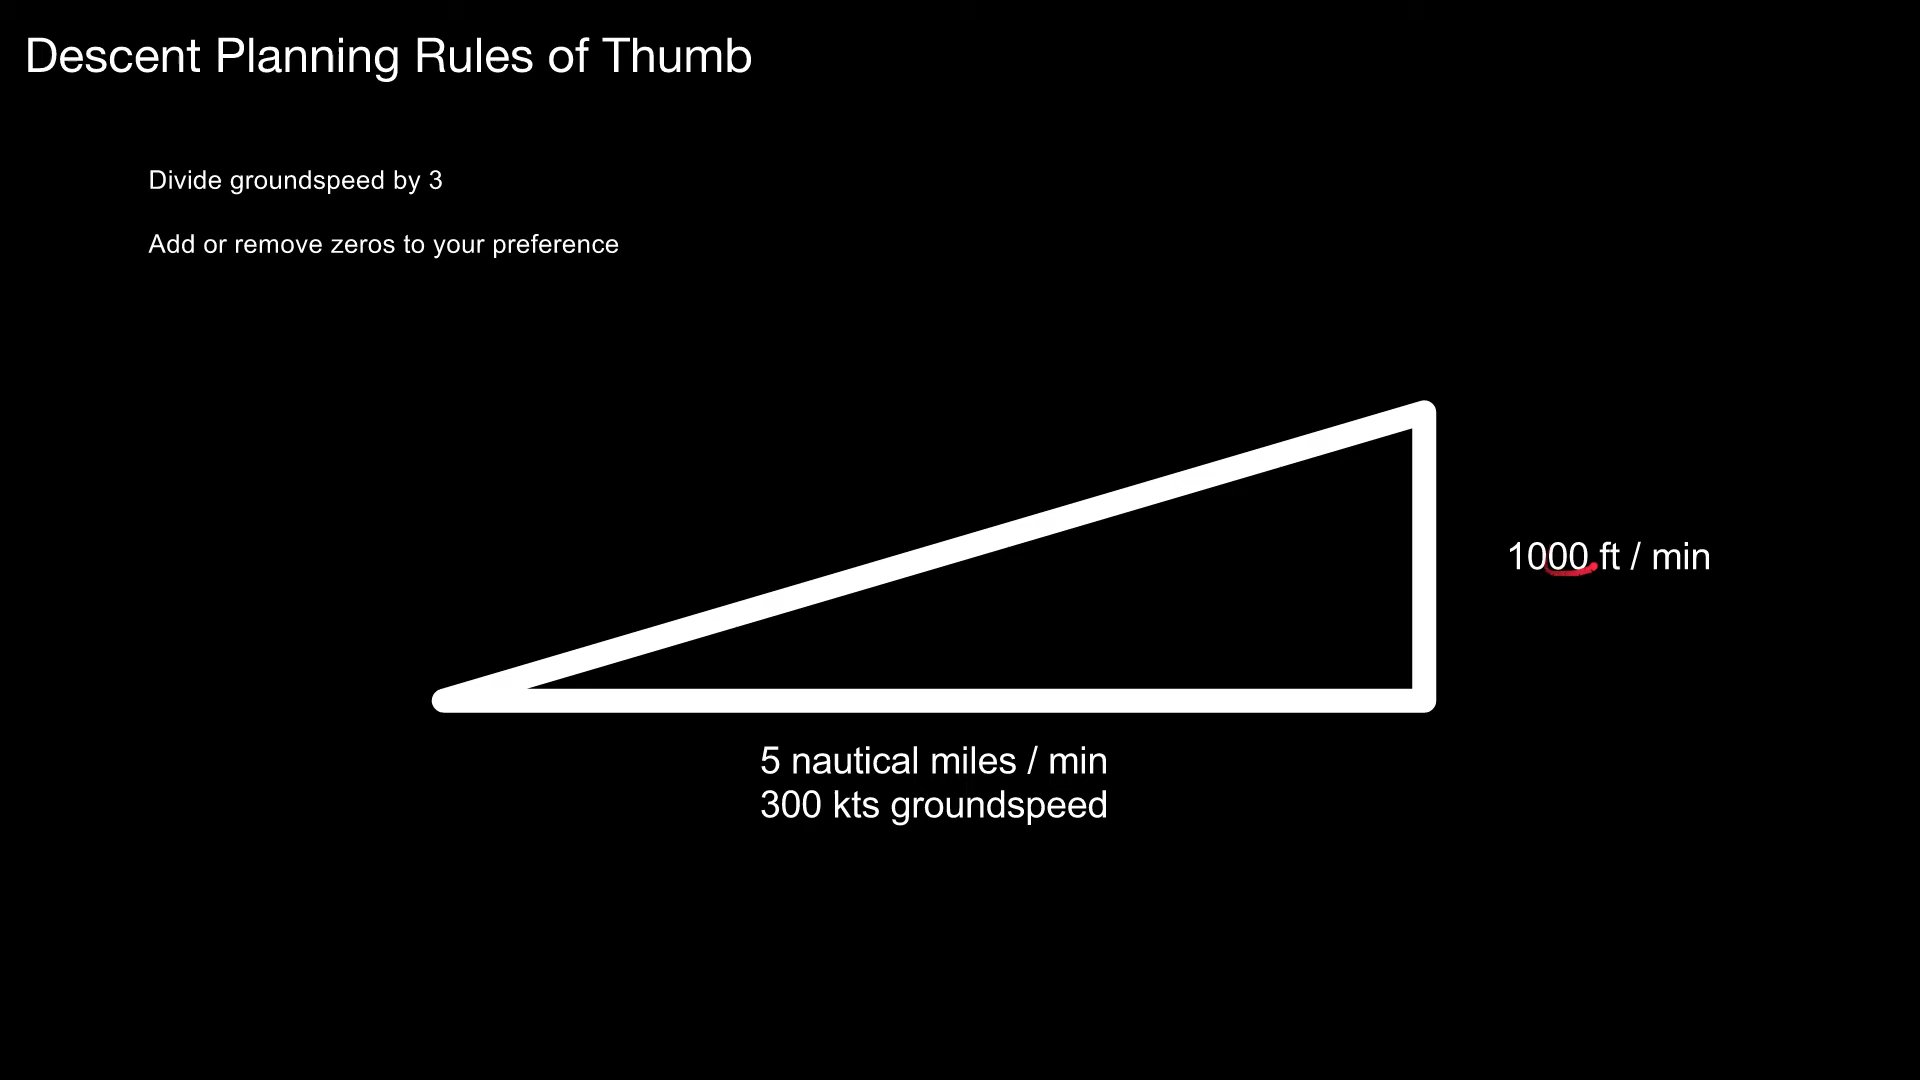 Descent Planning Rules of Thumb
Divide groundspeed by 3
Add or remove zeros to your preference
1000 ft / min
5 nautical miles / min
300 kts groundspeed